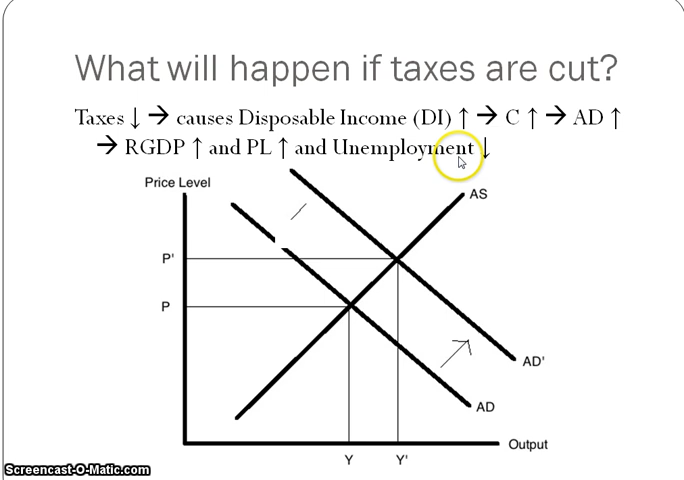 What will happen if taxes are cut?
Taxes ↓ → causes Disposable Income (DI) ↑ → C ↑ → AD ↑
→ RGDP ↑ and PL ↑ and Unemployment ↓
Price Level
AS
P'
P
AD'
AD
Output
Y Y'
Screencast-O-Matic.com